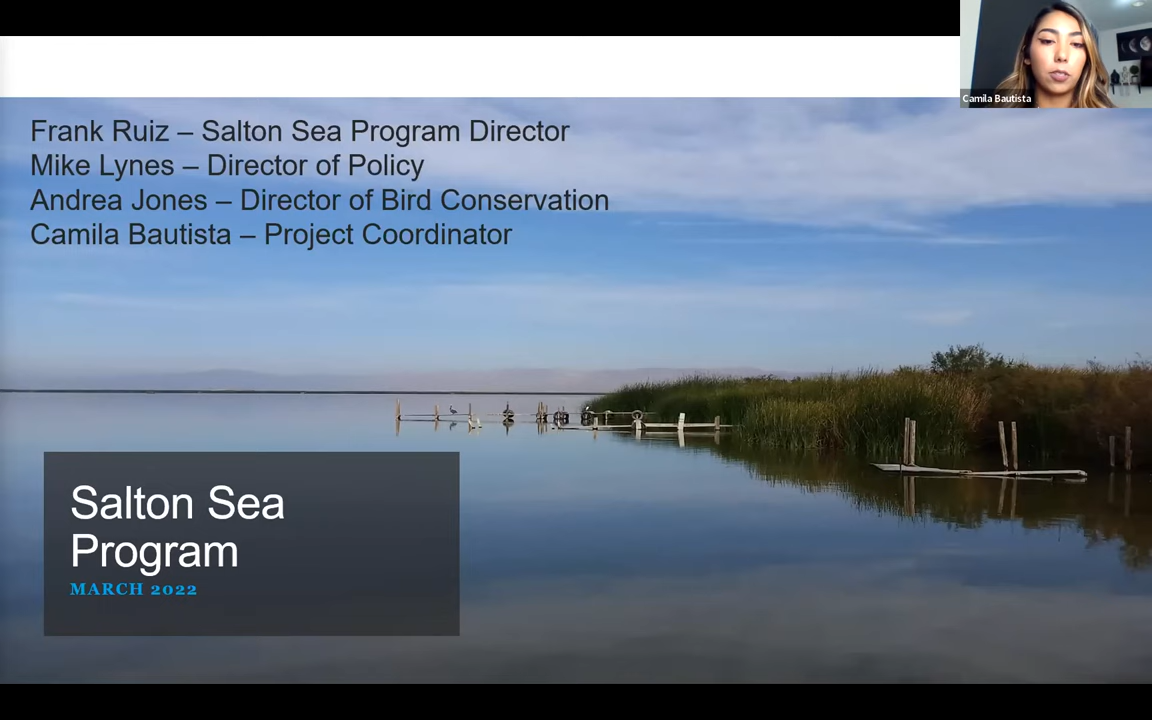 Camila Bautista
Frank Ruiz – Salton Sea Program Director
Mike Lynes – Director of Policy
Andrea Jones – Director of Bird Conservation
Camila Bautista – Project Coordinator
Salton Sea
Program
MARCH 2022